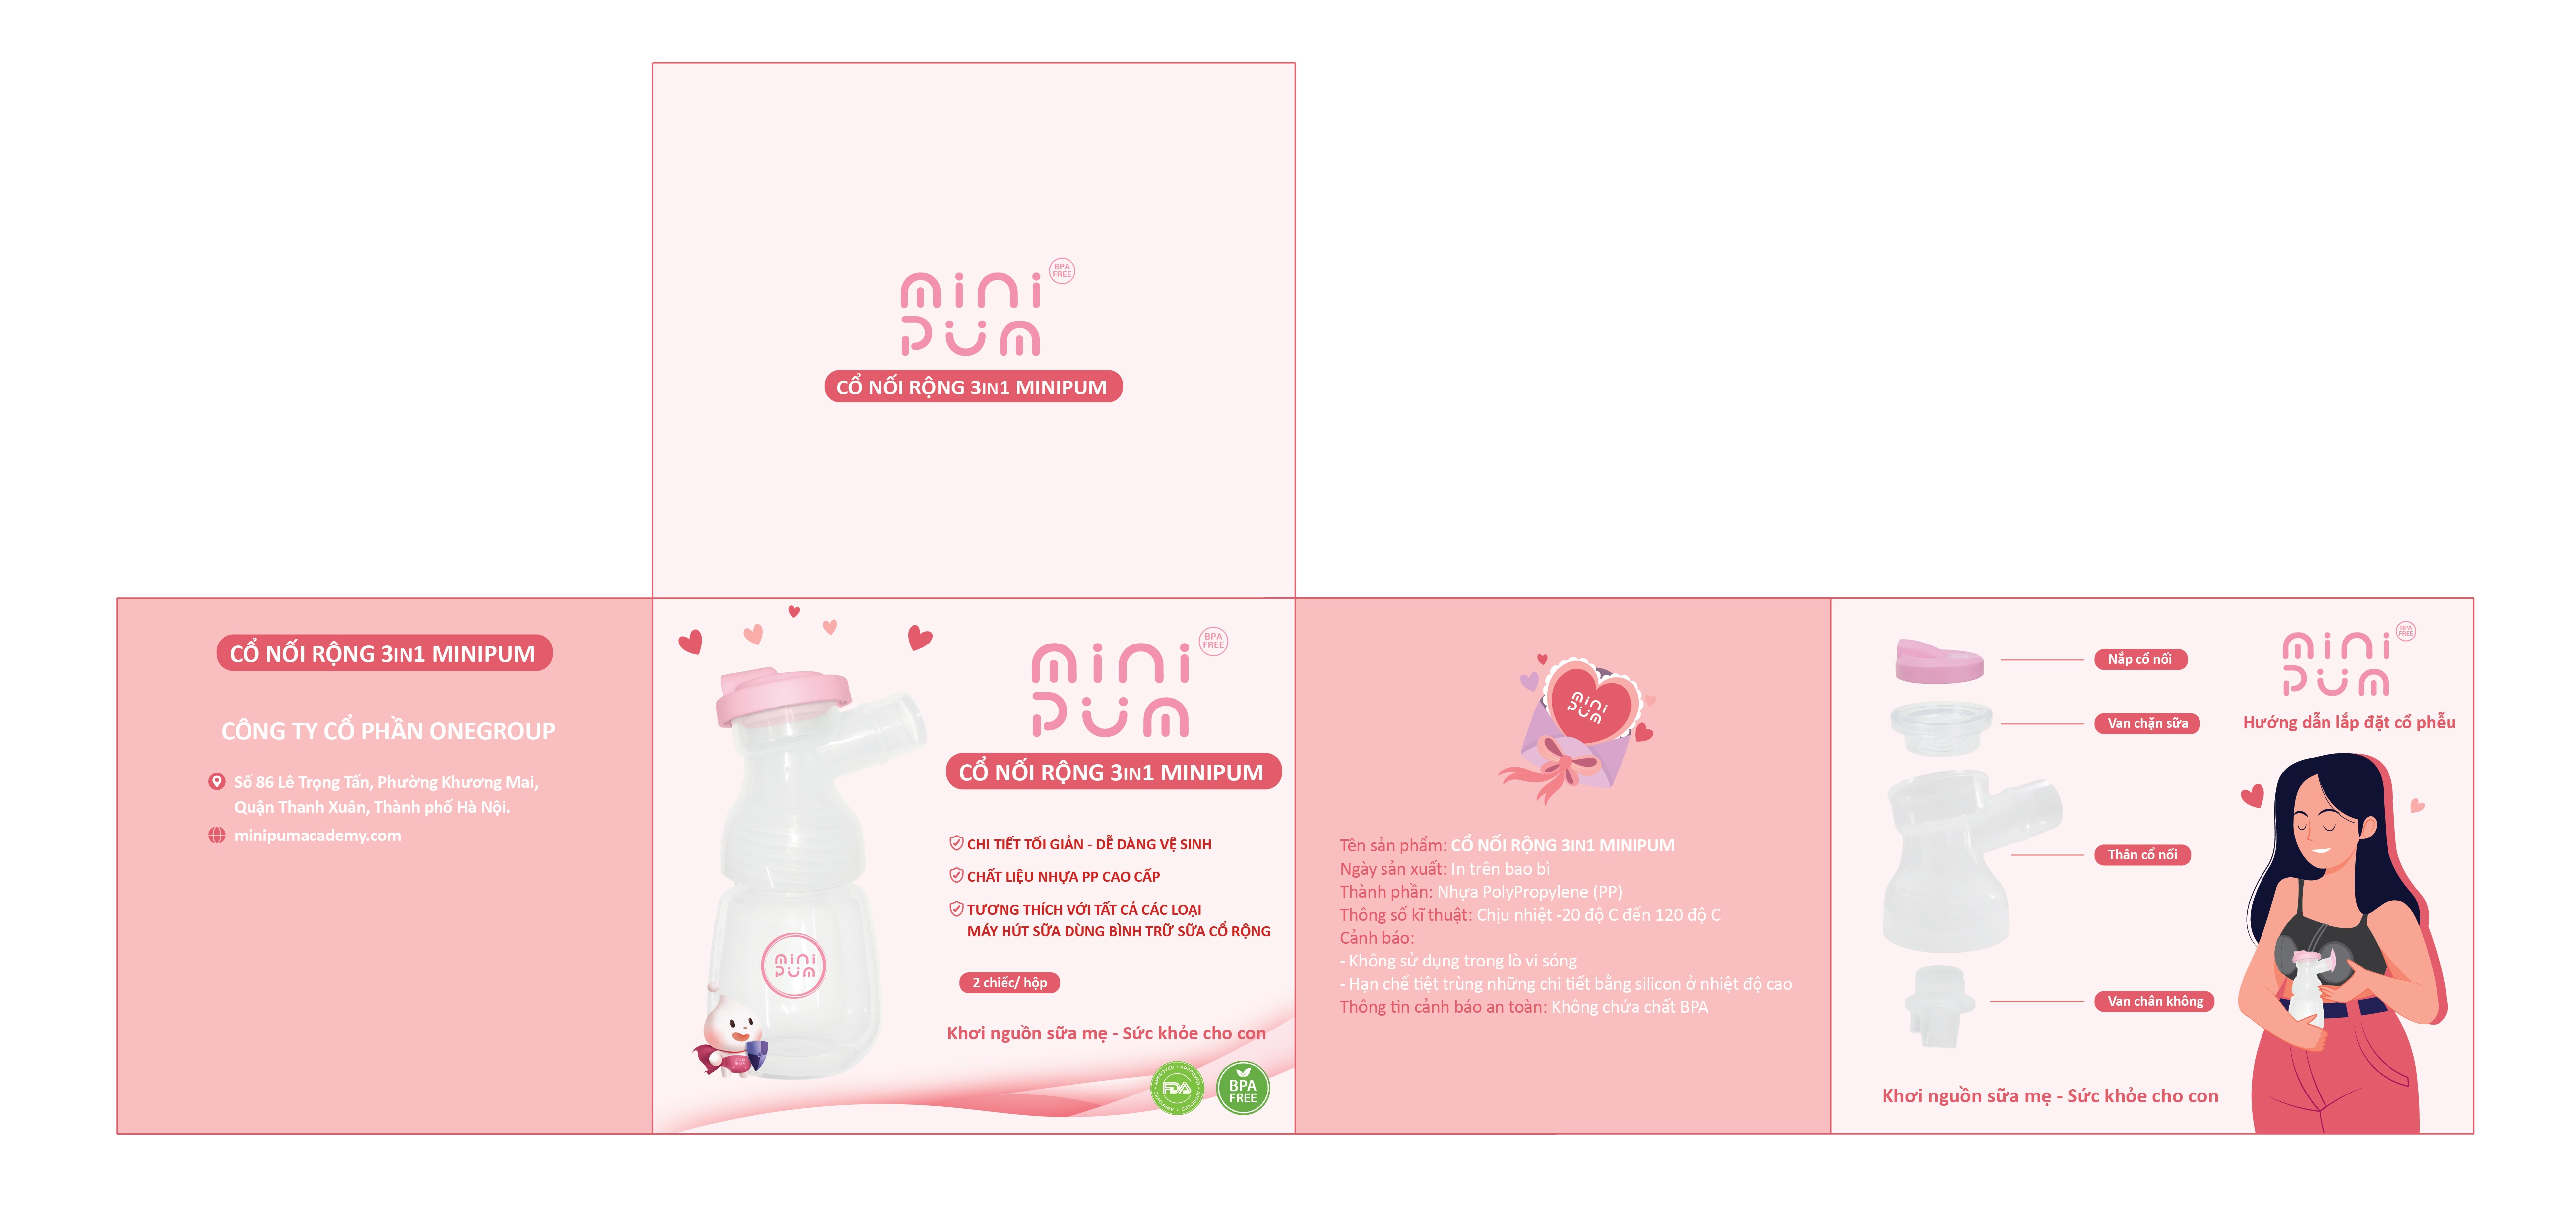 mini
pum
BPA
FREE
CỔ NỐI RỘNG 3IN1 MINIPUM
CỔ NỐI RỘNG 3IN1 MINIPUM
CÔNG TY CỔ PHẦN ONEGROUP
Số 86 Lê Trọng Tấn, Phường Khương Mai,
Quận Thanh Xuân, Thành phố Hà Nội.
minipumacademy.com
mini
pum
BPA
FREE
CỔ NỐI RỘNG 3IN1 MINIPUM
CHI TIẾT TỐI GIẢN - DỄ DÀNG VỆ SINH
CHẤT LIỆU NHỰA PP CAO CẤP
TƯƠNG THÍCH VỚI TẤT CẢ CÁC LOẠI
MÁY HÚT SỮA DÙNG BÌNH TRỮ SỮA CỔ RỘNG
mini
pum
2 chiếc/ hộp
Khơi nguồn sữa mẹ - Sức khỏe cho con
APPROVED • APPROVED • APPROVED • APPROVED
FDA
BPA
FREE
mini
pum
Tên sản phẩm: CỔ NỐI RỘNG 3IN1 MINIPUM
Ngày sản xuất: In trên bao bì
Thành phần: Nhựa PolyPropylene (PP)
Thông số kĩ thuật: Chịu nhiệt -20 độ C đến 120 độ C
Cảnh báo:
- Không sử dụng trong lò vi sóng
- Hạn chế tiệt trùng những chi tiết bằng silicon ở nhiệt độ cao
Thông tin cảnh báo an toàn: Không chứa chất BPA
Nắp cổ nối
Van chặn sữa
Thân cổ nối
Van chân không
mini
pum
BPA
FREE
Hướng dẫn lắp đặt cổ phễu
Khơi nguồn sữa mẹ - Sức khỏe cho con